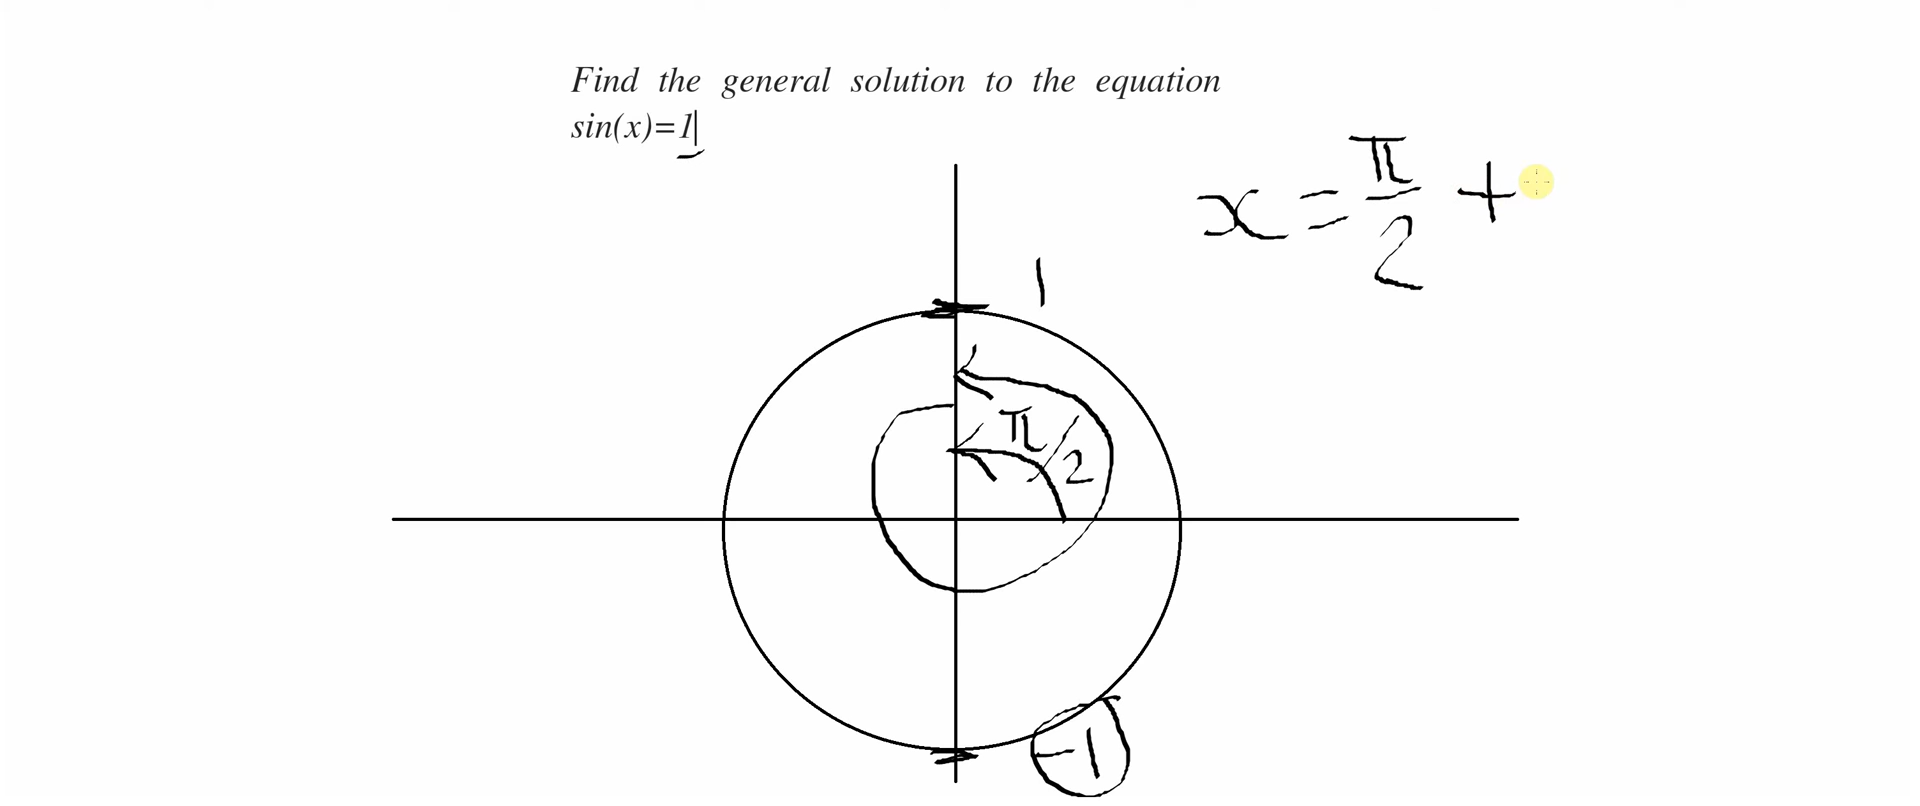 Find the general solution to the equation
sin(x)=1
x = π/2 +
1
π/2
-1